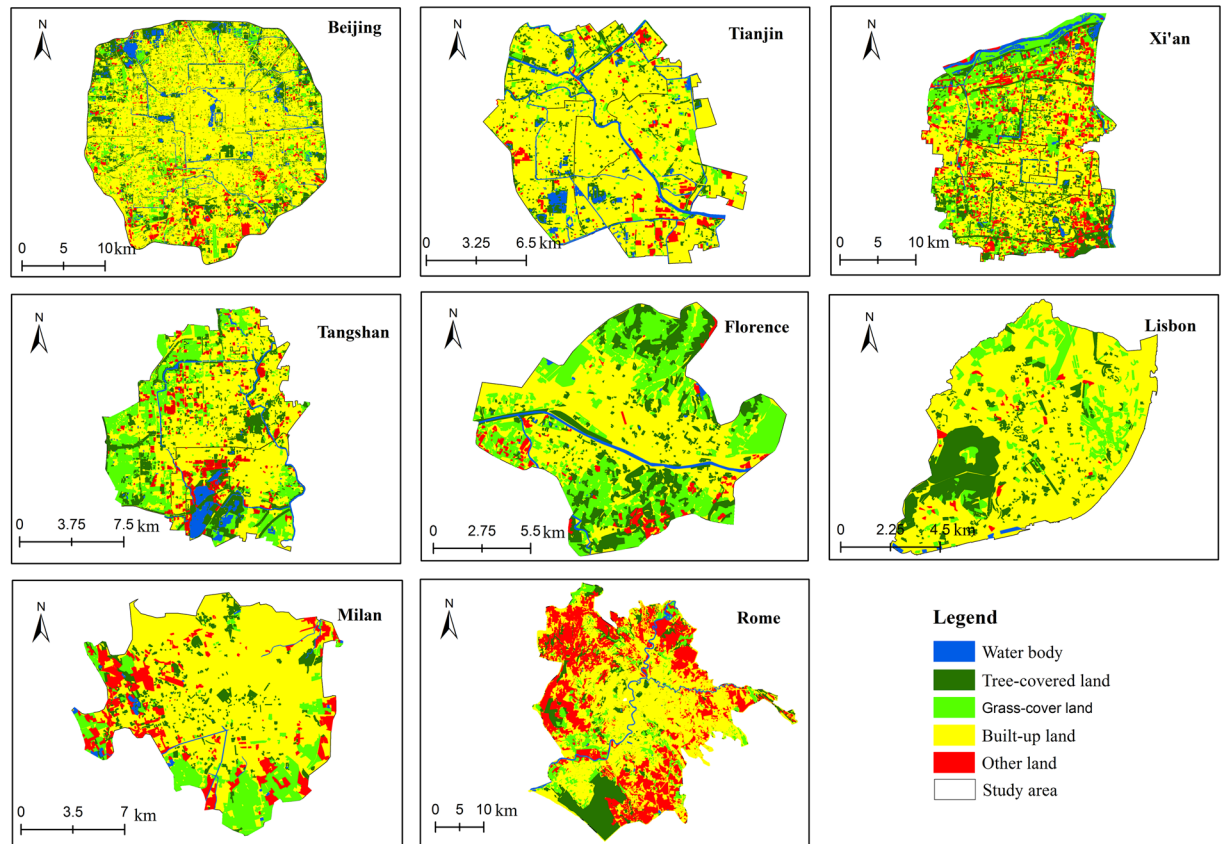 N
Beijing
0 5 10 km
N
Tianjin
0 3.25 6.5 km
N
Xi'an
0 5 10 km
N
Tangshan
0 3.75 7.5 km
N
Florence
0 2.75 5.5 km
N
Lisbon
0 2.25 4.5 km
N
Milan
0 3.5 7 km
N
Rome
0 5 10 km
Legend
Water body
Tree-covered land
Grass-cover land
Built-up land
Other land
Study area